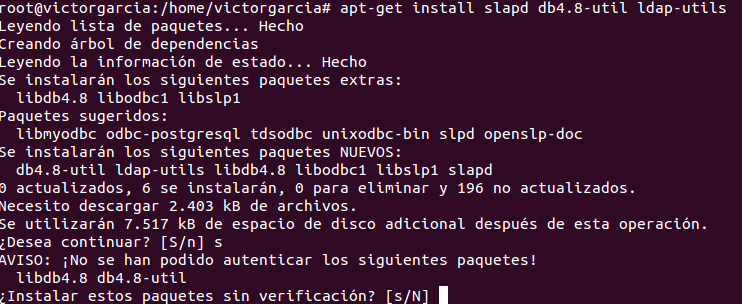 root@victorgarcia:/home/victorgarcia# apt-get install slapd db4.8-util ldap-utils
Leyendo lista de paquetes... Hecho
Creando árbol de dependencias
Leyendo la información de estado... Hecho
Se instalarán los siguientes paquetes extras:
  libdb4.8 libodbc1 libslp1
Paquetes sugeridos:
  libmyodbc odbc-postgresql tdsodbc unixodbc-bin slpd openslp-doc
Se instalarán los siguientes paquetes NUEVOS:
  db4.8-util ldap-utils libdb4.8 libodbc1 libslp1 slapd
0 actualizados, 6 se instalarán, 0 para eliminar y 196 no actualizados.
Necesito descargar 2.403 kB de archivos.
Se utilizarán 7.517 kB de espacio de disco adicional después de esta operación.
¿Desea continuar? [S/n] s
AVISO: ¡No se han podido autenticar los siguientes paquetes!
  libdb4.8 db4.8-util
¿Instalar estos paquetes sin verificación? [s/N]